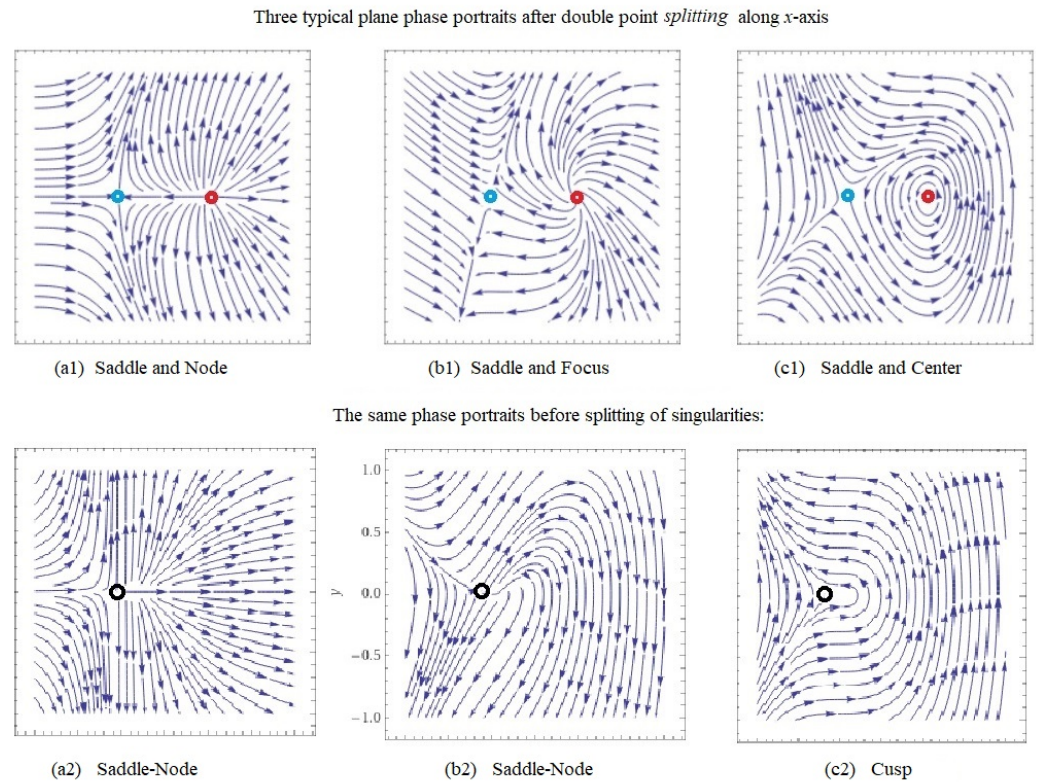 Three typical plane phase portraits after double point splitting along x-axis
(a1) Saddle and Node
(b1) Saddle and Focus
(c1) Saddle and Center
The same phase portraits before splitting of singularities:
1.0
0.5
y
0.0
−0.5
−1.0
(a2) Saddle-Node
(b2) Saddle-Node
(c2) Cusp